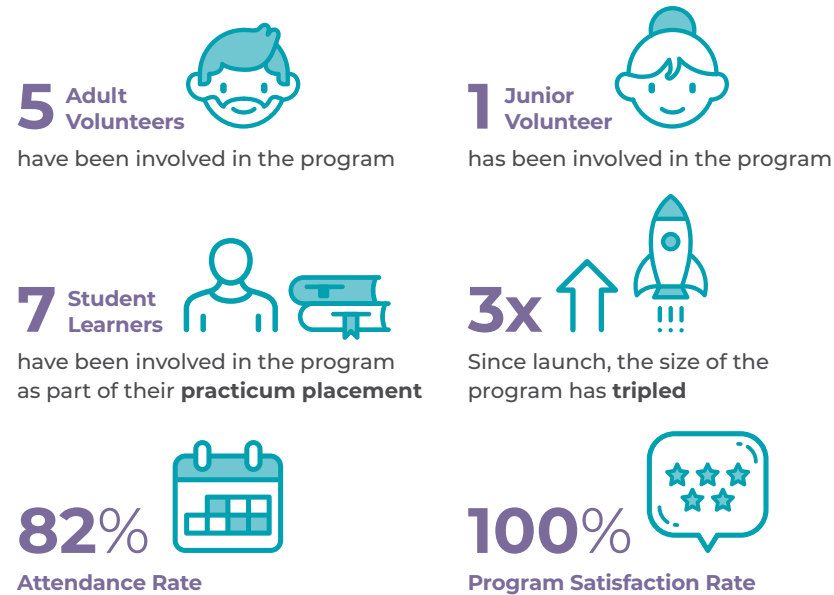 5 Adult
Volunteers
have been involved in the program
1 Junior
Volunteer
has been involved in the program
7 Student
Learners
have been involved in the program
as part of their practicum placement
3x
Since launch, the size of the
program has tripled
82%
Attendance Rate
100%
Program Satisfaction Rate